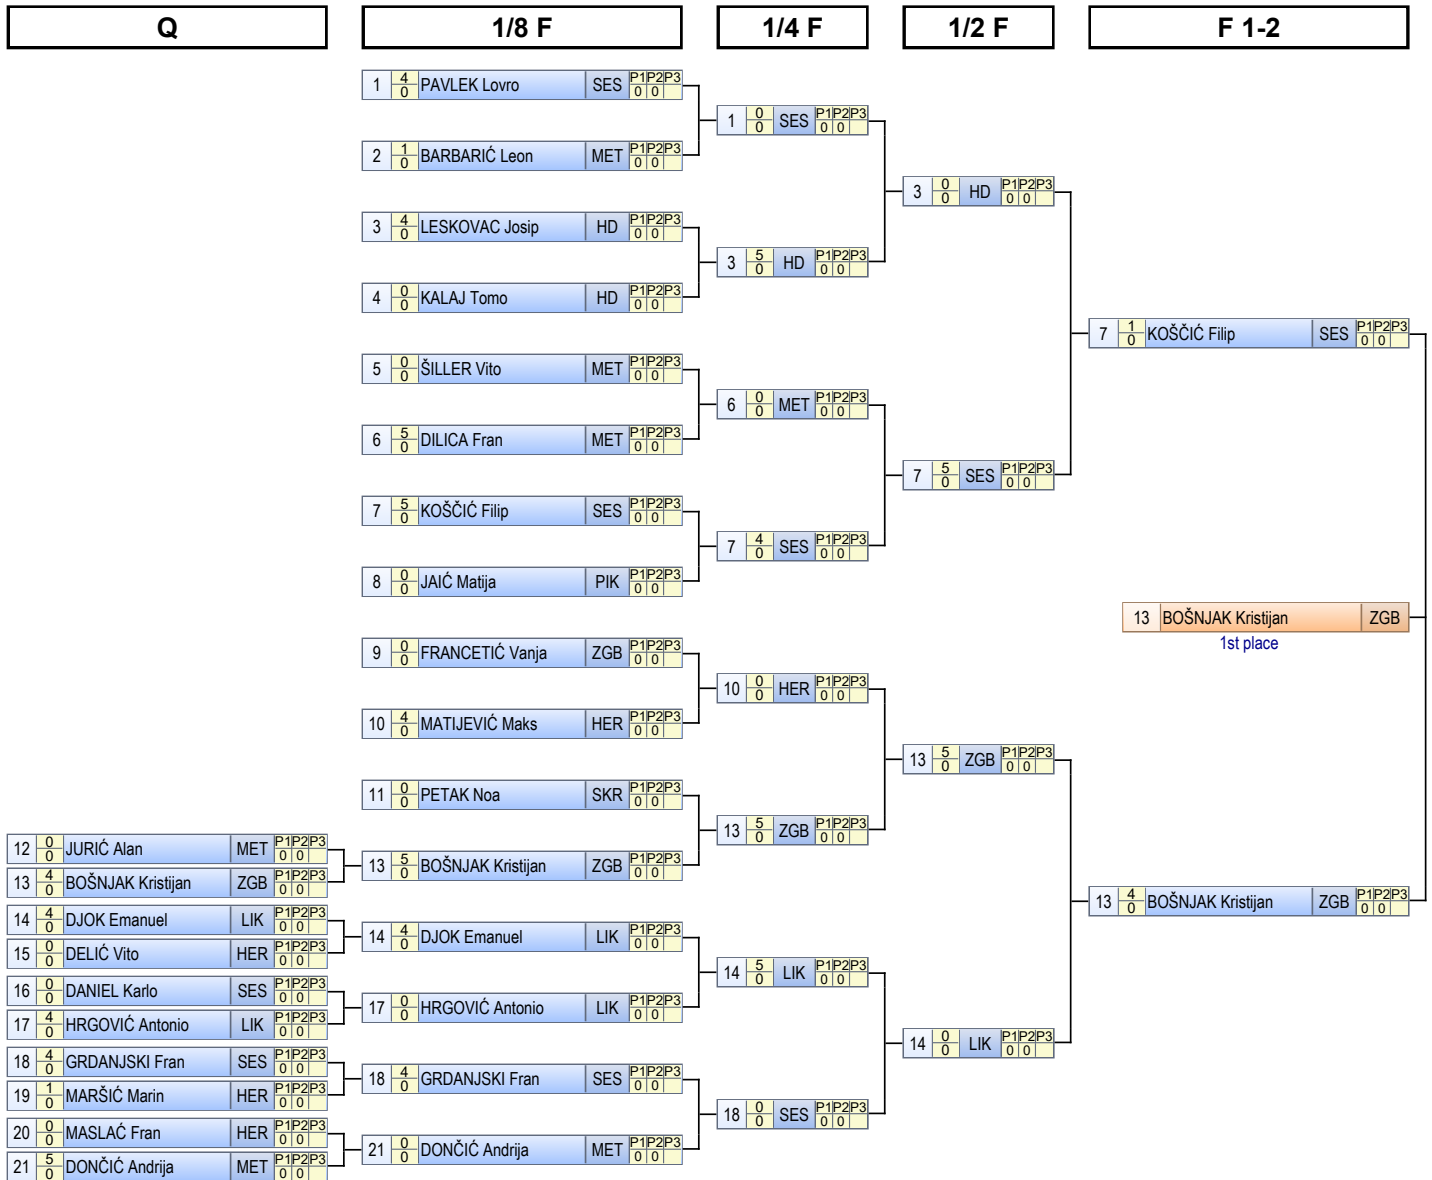 Q 1/8 F 1/4 F 1/2 F F 1-2
1 4 0 PAVLEK Lovro SES P1 P2 P3 0 0
1 0 0 SES P1 P2 P3 0 0
2 1 0 BARBARIĆ Leon MET P1 P2 P3 0 0
3 0 0 HD P1 P2 P3 0 0
3 4 0 LESKOVAC Josip HD P1 P2 P3 0 0
3 5 0 HD P1 P2 P3 0 0
4 0 0 KALAJ Tomo HD P1 P2 P3 0 0
7 1 0 KOŠČIĆ Filip SES P1 P2 P3 0 0
5 0 0 ŠILLER Vito MET P1 P2 P3 0 0
6 0 0 MET P1 P2 P3 0 0
6 5 0 DILICA Fran MET P1 P2 P3 0 0
7 5 0 SES P1 P2 P3 0 0
7 5 0 KOŠČIĆ Filip SES P1 P2 P3 0 0
7 4 0 SES P1 P2 P3 0 0
8 0 0 JAIĆ Matija PIK P1 P2 P3 0 0
13 BOŠNJAK Kristijan ZGB
1st place
9 0 0 FRANCETIĆ Vanja ZGB P1 P2 P3 0 0
10 0 0 HER P1 P2 P3 0 0
10 4 0 MATIJEVIĆ Maks HER P1 P2 P3 0 0
13 5 0 ZGB P1 P2 P3 0 0
11 0 0 PETAK Noa SKR P1 P2 P3 0 0
13 5 0 ZGB P1 P2 P3 0 0
12 0 0 JURIĆ Alan MET P1 P2 P3 0 0
13 5 0 BOŠNJAK Kristijan ZGB P1 P2 P3 0 0
13 4 0 BOŠNJAK Kristijan ZGB P1 P2 P3 0 0
13 4 0 BOŠNJAK Kristijan ZGB P1 P2 P3 0 0
14 4 0 DJOK Emanuel LIK P1 P2 P3 0 0
14 4 0 DJOK Emanuel LIK P1 P2 P3 0 0
15 0 0 DELIĆ Vito HER P1 P2 P3 0 0
14 5 0 LIK P1 P2 P3 0 0
16 0 0 DANIEL Karlo SES P1 P2 P3 0 0
17 0 0 HRGOVIĆ Antonio LIK P1 P2 P3 0 0
17 4 0 HRGOVIĆ Antonio LIK P1 P2 P3 0 0
14 0 0 LIK P1 P2 P3 0 0
18 4 0 GRDANJSKI Fran SES P1 P2 P3 0 0
18 4 0 GRDANJSKI Fran SES P1 P2 P3 0 0
19 1 0 MARŠIĆ Marin HER P1 P2 P3 0 0
18 0 0 SES P1 P2 P3 0 0
20 0 0 MASLAĆ Fran HER P1 P2 P3 0 0
21 0 0 DONČIĆ Andrija MET P1 P2 P3 0 0
21 5 0 DONČIĆ Andrija MET P1 P2 P3 0 0